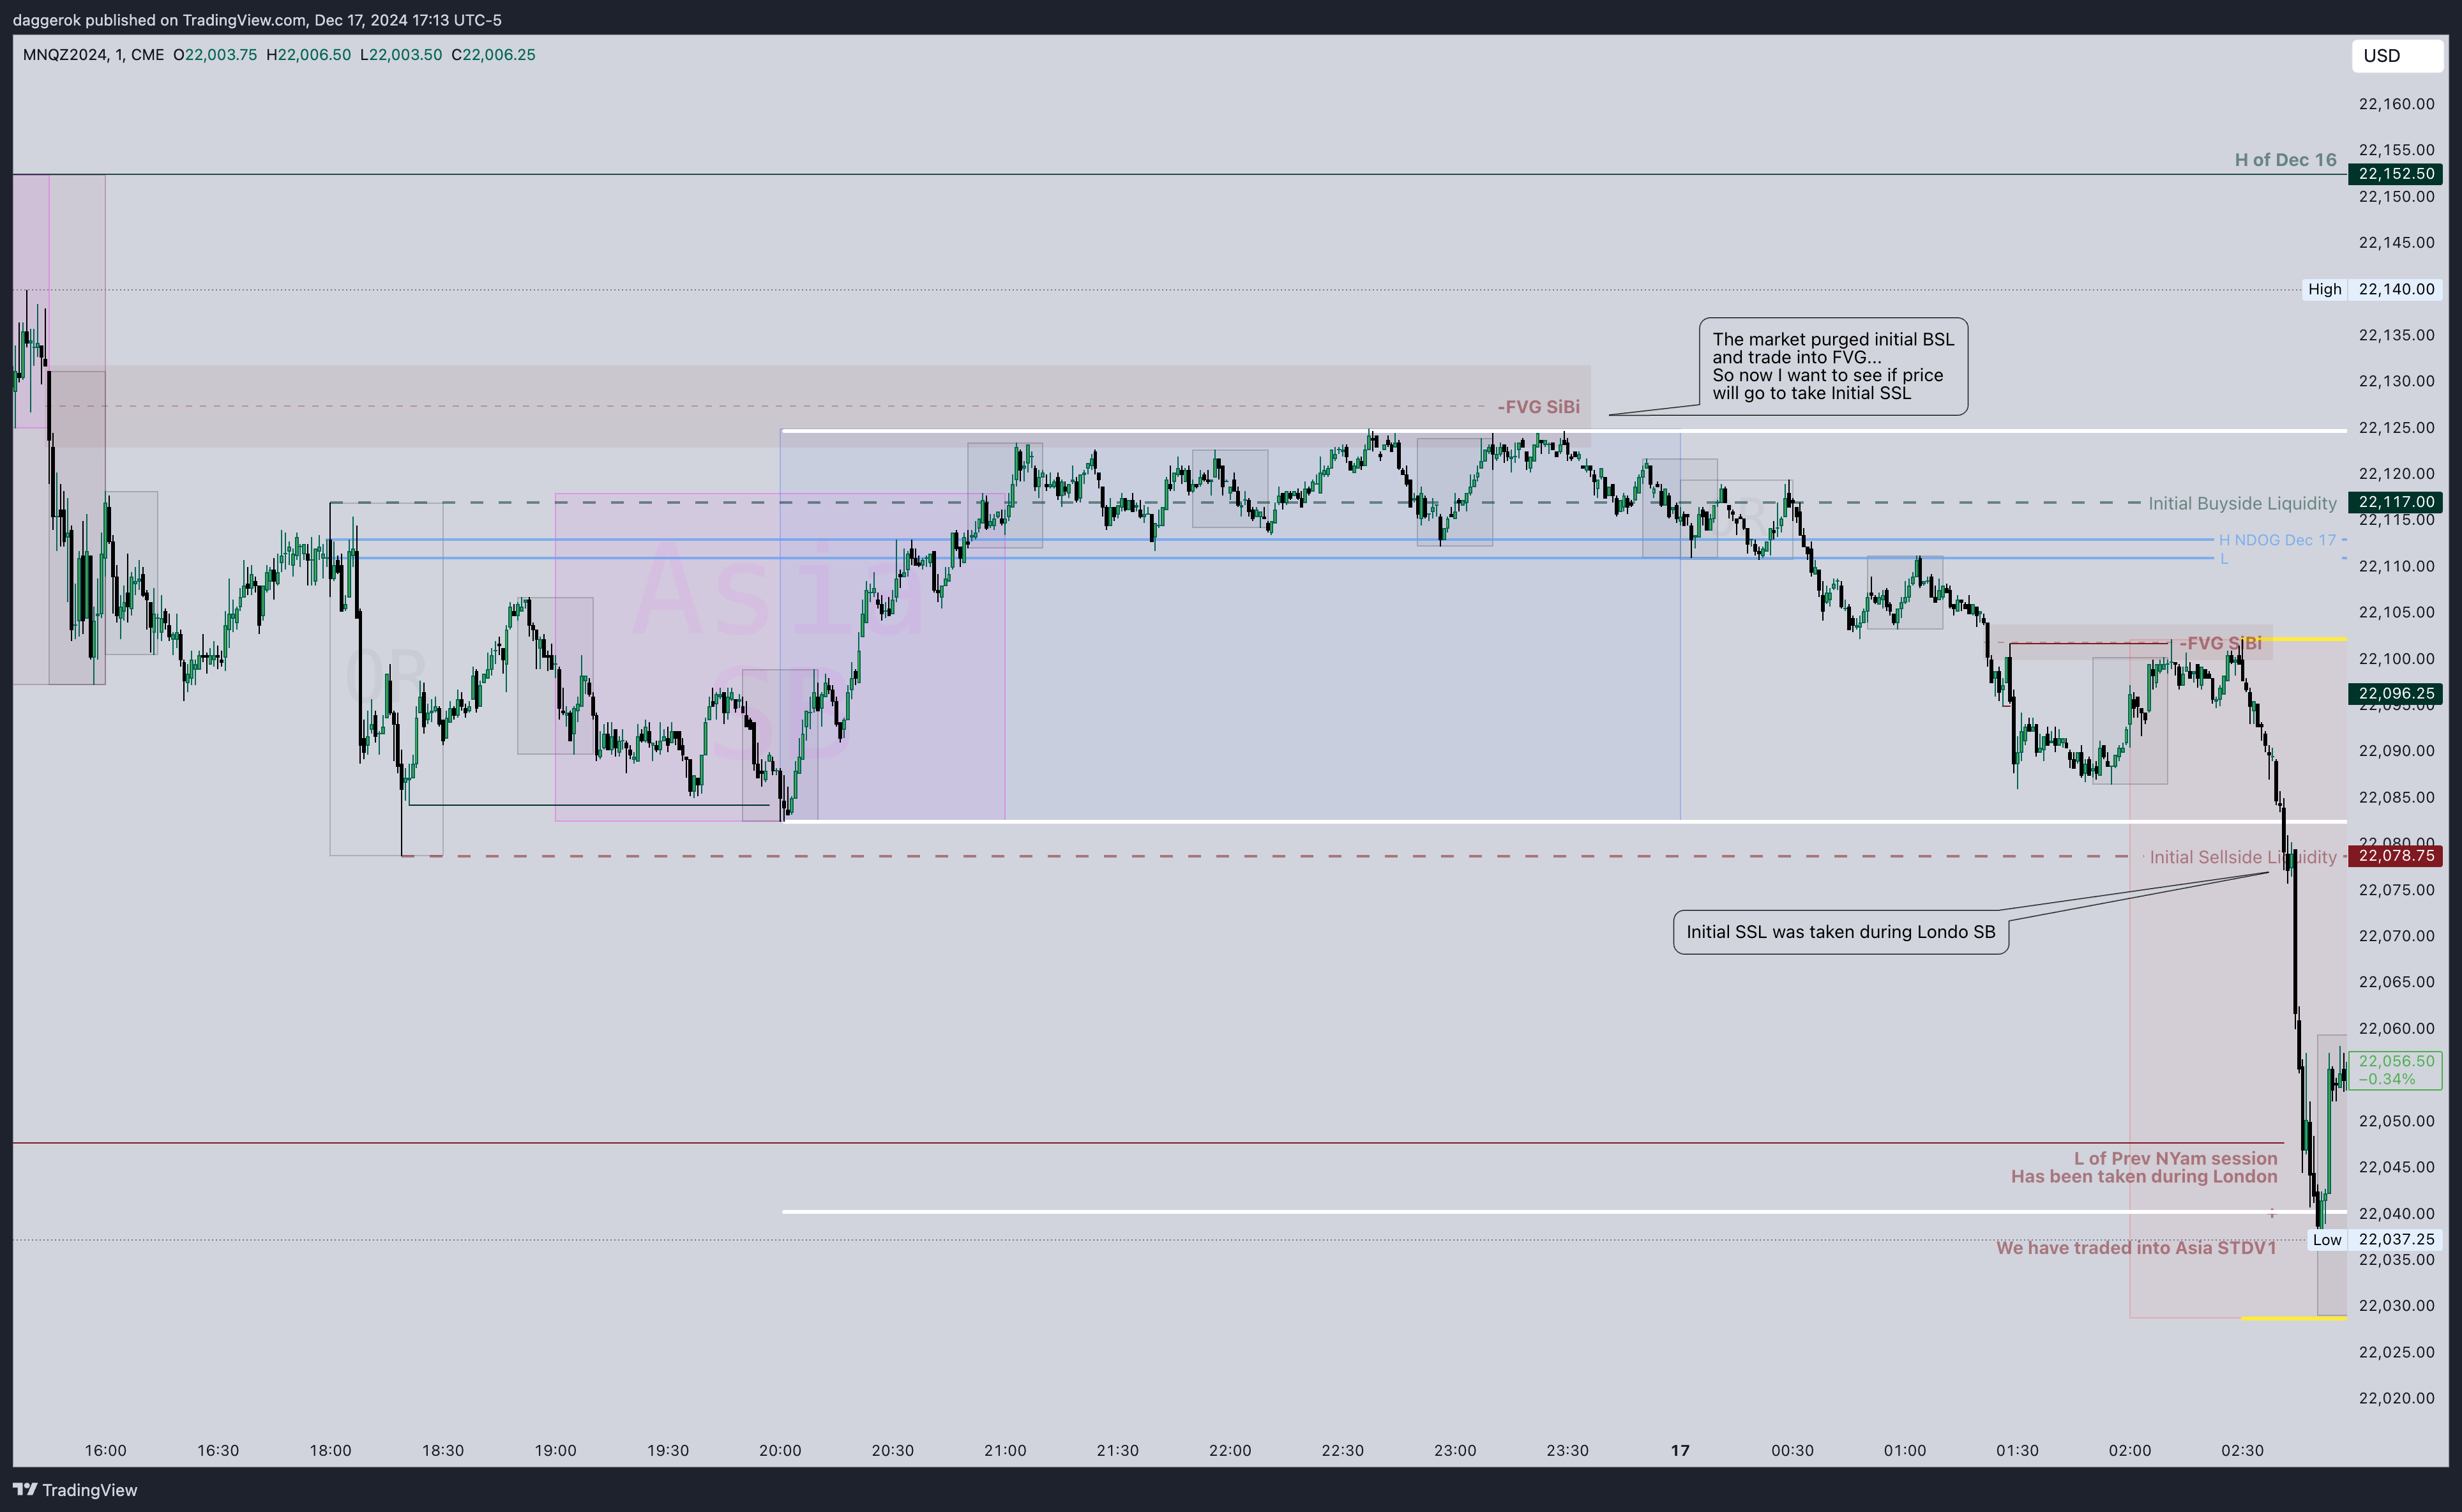 daggerok published on TradingView.com, Dec 17, 2024 17:13 UTC-5
MNQZ2024, 1, CME O22,003.75 H22,006.50 L22,003.50 C22,006.25
USD
22,160.00
22,155.00
H of Dec 16
22,152.50
22,150.00
22,145.00
High 22,140.00
22,135.00
The market purged initial BSL
and trade into FVG...
So now I want to see if price
will go to take Initial SSL
22,130.00
-FVG SiBi
22,125.00
22,120.00
Initial Buyside Liquidity 22,117.00
22,115.00
H NDOG Dec 17
L
22,110.00
Asia
SB
OR
OR
22,105.00
-FVG SiBi
22,100.00
22,096.25
22,095.00
22,090.00
22,085.00
22,080.00
Initial Sellside Liquidity 22,078.75
22,075.00
Initial SSL was taken during Londo SB
22,070.00
22,065.00
22,060.00
22,056.50
−0.34%
22,050.00
L of Prev NYam session
Has been taken during London
22,045.00
22,040.00
Low 22,037.25
We have traded into Asia STDV1
22,035.00
22,030.00
22,025.00
22,020.00
16:00 16:30 18:00 18:30 19:00 19:30 20:00 20:30 21:00 21:30 22:00 22:30 23:00 23:30 17 00:30 01:00 01:30 02:00 02:30
TradingView